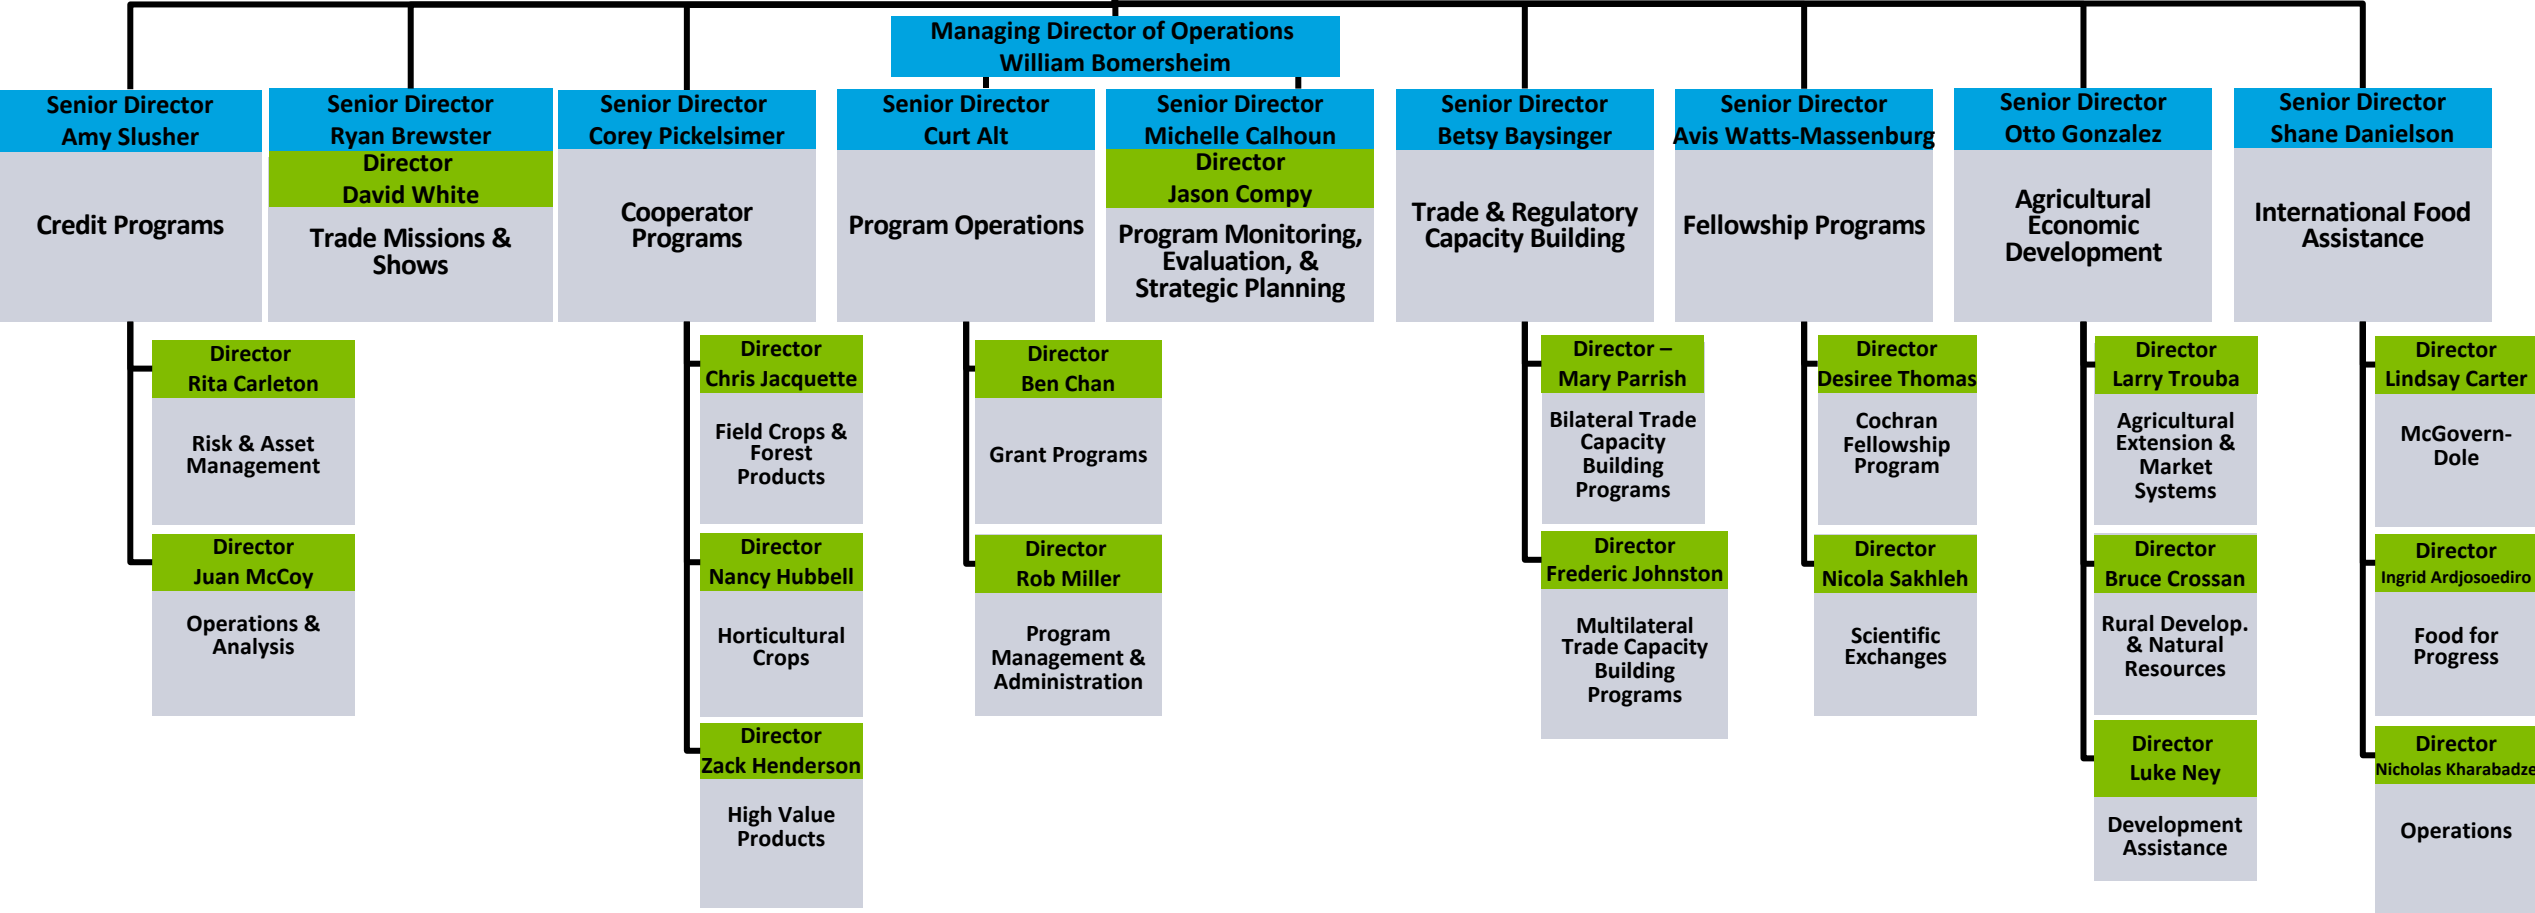 Managing Director of Operations
William Bomersheim
Senior Director
Amy Slusher
Credit Programs
Director
Rita Carleton
Risk & Asset
Management
Director
Juan McCoy
Operations &
Analysis
Senior Director
Ryan Brewster
Director
David White
Trade Missions &
Shows
Senior Director
Corey Pickelsimer
Cooperator
Programs
Director
Chris Jacquette
Field Crops &
Forest
Products
Director
Nancy Hubbell
Horticultural
Crops
Director
Zack Henderson
High Value
Products
Senior Director
Curt Alt
Program Operations
Director
Ben Chan
Grant Programs
Director
Rob Miller
Program
Management &
Administration
Senior Director
Michelle Calhoun
Director
Jason Compy
Program Monitoring,
Evaluation, &
Strategic Planning
Senior Director
Betsy Baysinger
Trade & Regulatory
Capacity Building
Director –
Mary Parrish
Bilateral Trade
Capacity
Building
Programs
Director
Frederic Johnston
Multilateral
Trade Capacity
Building
Programs
Senior Director
Avis Watts-Massenburg
Fellowship Programs
Director
Desiree Thomas
Cochran
Fellowship
Program
Director
Nicola Sakhleh
Scientific
Exchanges
Senior Director
Otto Gonzalez
Agricultural
Economic
Development
Director
Larry Trouba
Agricultural
Extension &
Market
Systems
Director
Bruce Crossan
Rural Develop.
& Natural
Resources
Director
Luke Ney
Development
Assistance
Senior Director
Shane Danielson
International Food
Assistance
Director
Lindsay Carter
McGovern-
Dole
Director
Ingrid Ardjosoediro
Food for
Progress
Director
Nicholas Kharabadze
Operations